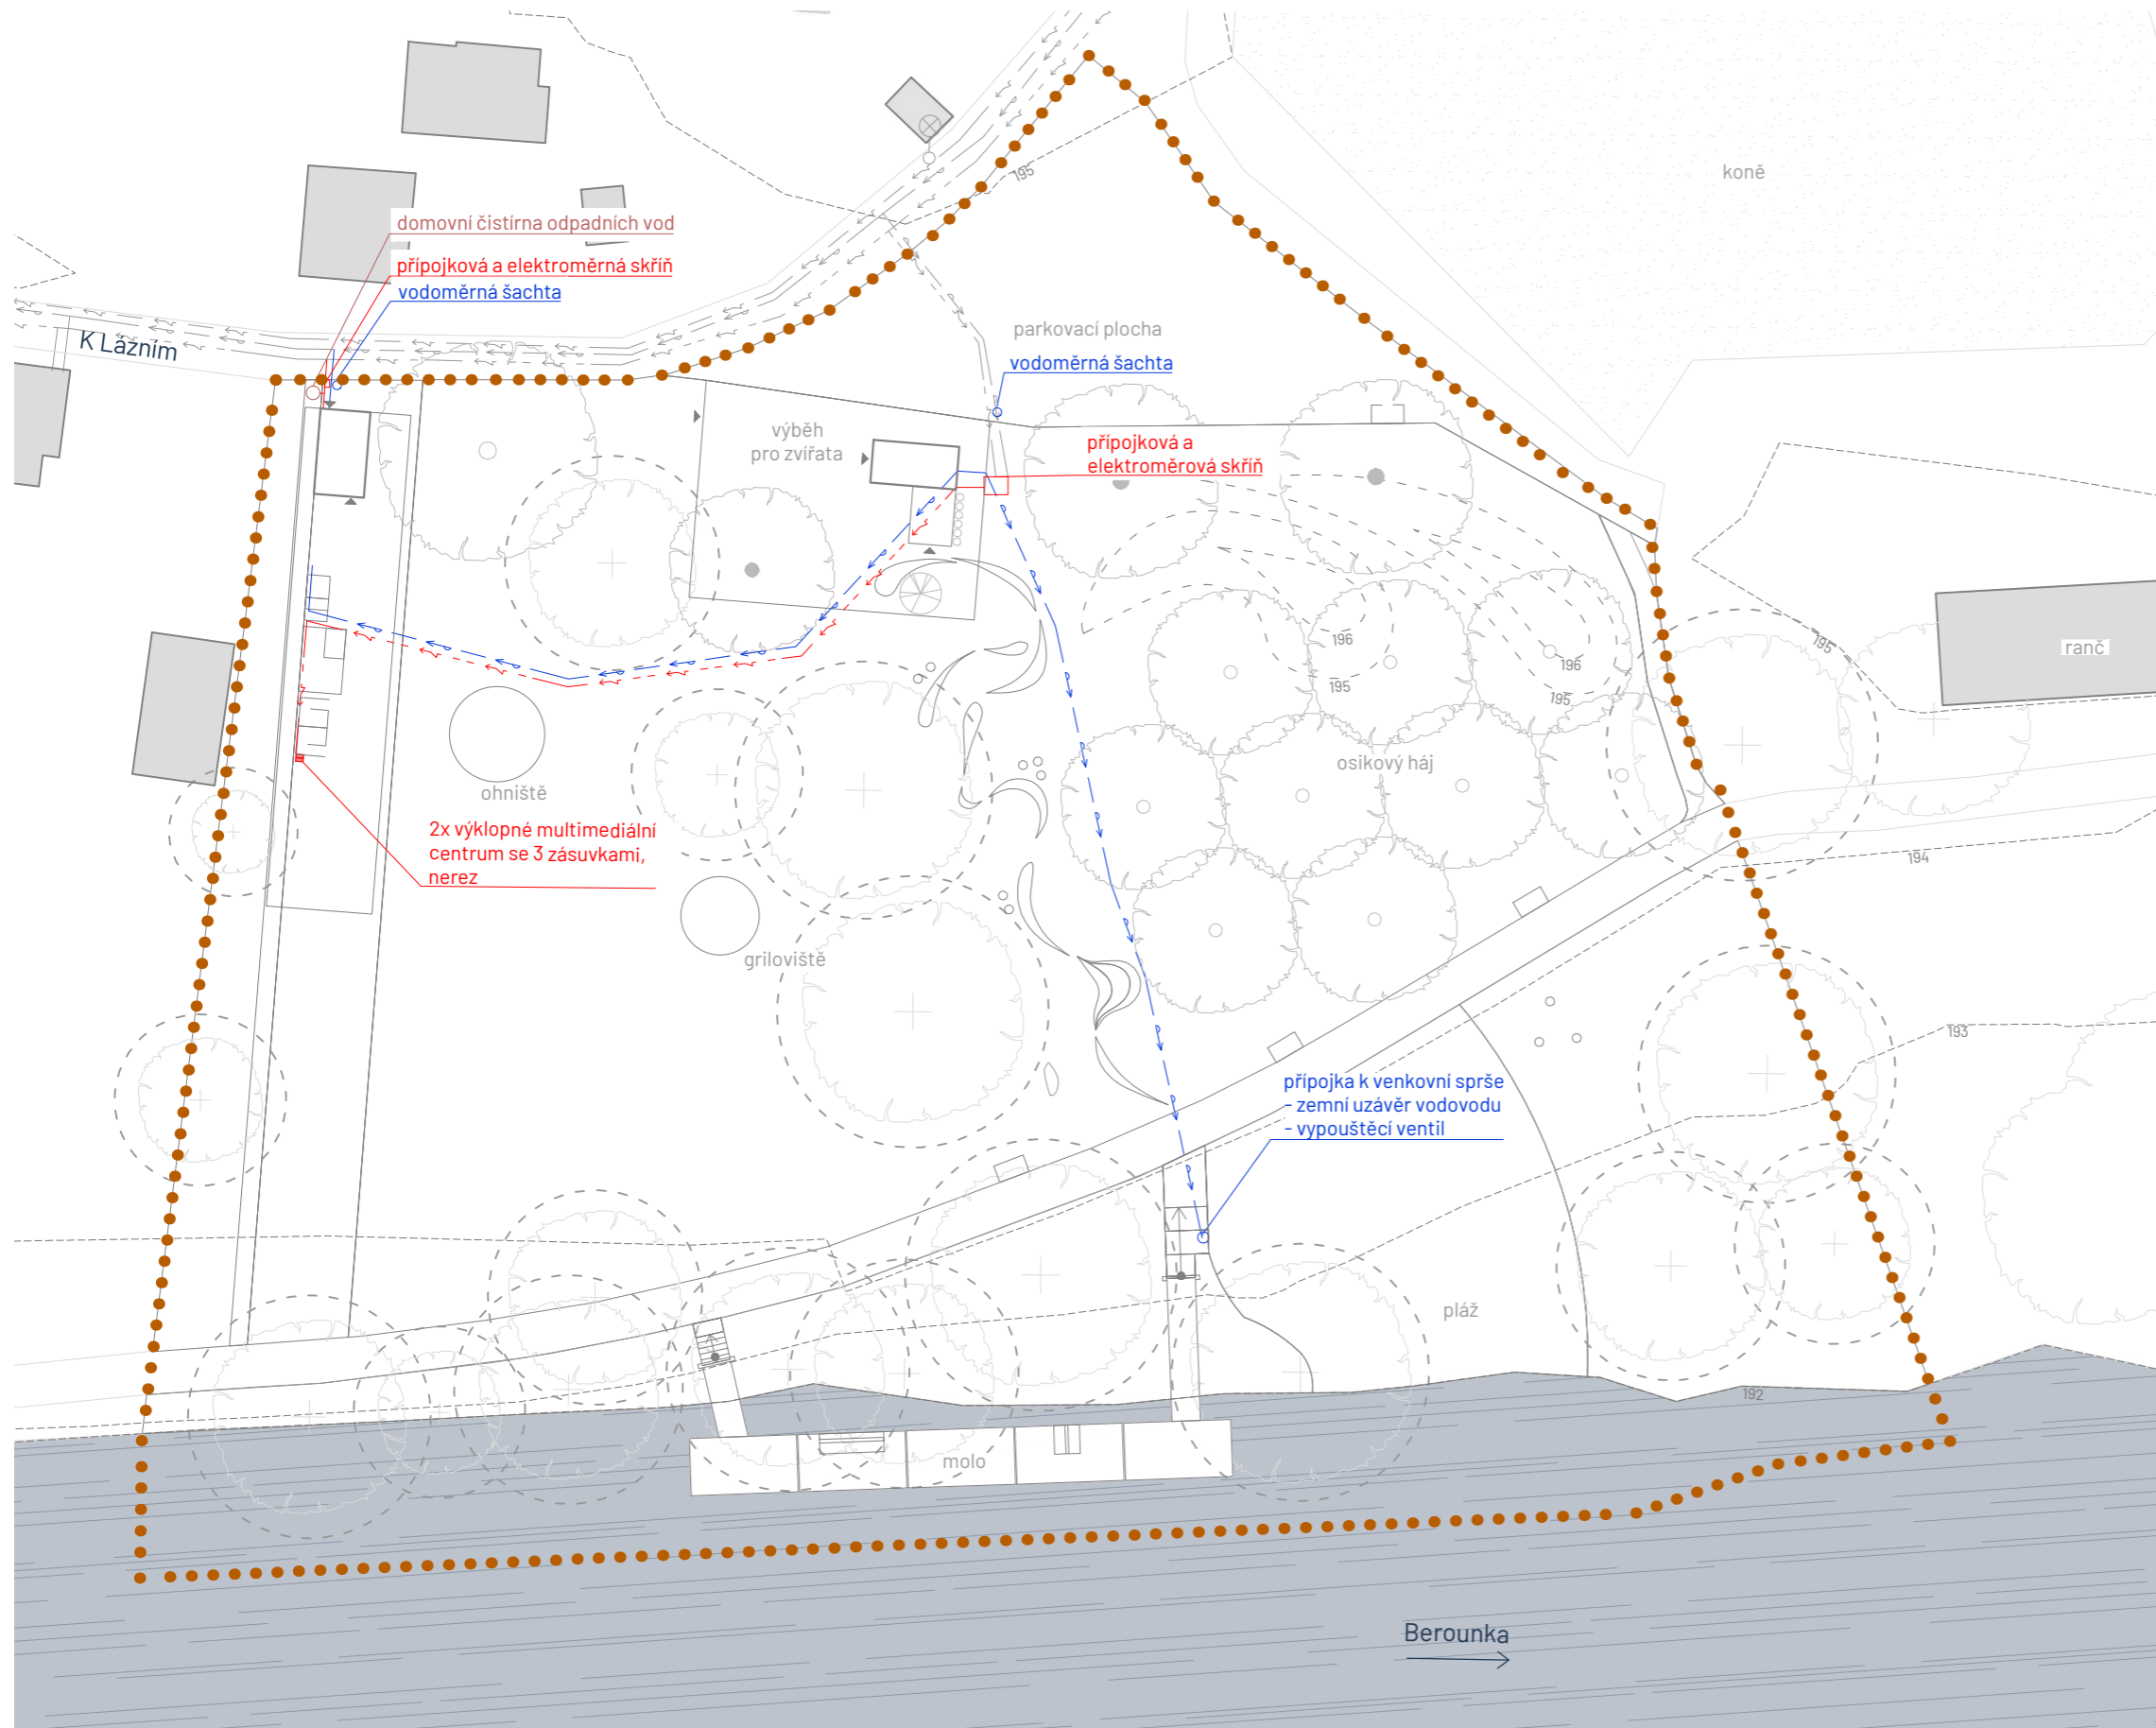 195
koně
domovní čistírna odpadních vod
přípojková a elektroměrná skříň
vodoměrná šachta
K Lázním
parkovací plocha
vodoměrná šachta
výběh
pro zvířata
přípojková a
elektroměrová skříň
196
195
196
195
195
ranč
osikový háj
ohniště
2x výklopné multimediální
centrum se 3 zásuvkami,
nerez
194
griloviště
193
přípojka k venkovní sprše
- zemní uzávěr vodovodu
- vypouštěcí ventil
pláž
192
molo
Berounka